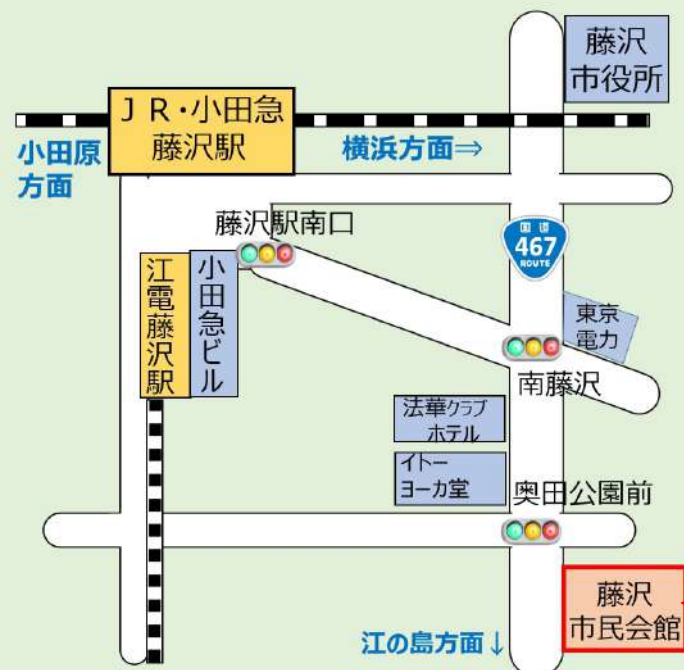 藤沢
市役所
JR・小田急
藤沢駅
小田原
方面
横浜方面⇒
藤沢駅南口
国道
467
ROUTE
江電藤沢駅
小田急ビル
東京
電力
南藤沢
法華クラブ
ホテル
イトー
ヨーカ堂
奥田公園前
藤沢
市民会館
江の島方面↓